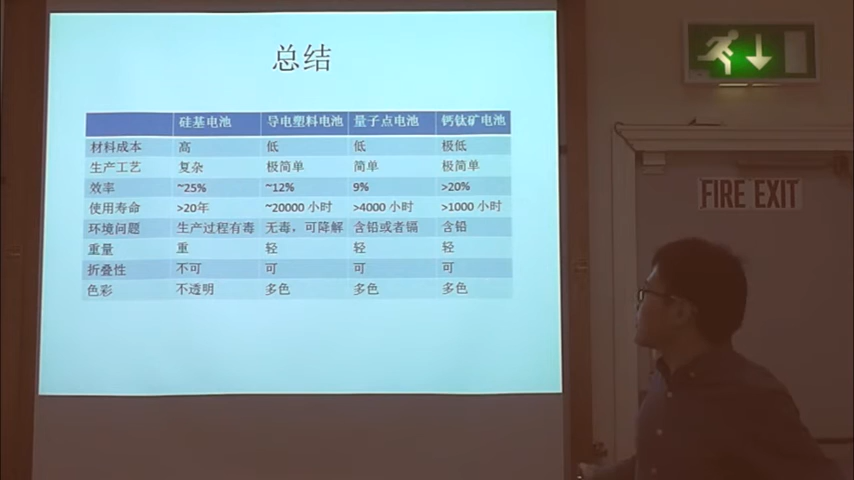 总结
硅基电池 导电塑料电池 量子点电池 钙钛矿电池
材料成本 高 低 低 极低
生产工艺 复杂 极简单 简单 极简单
效率 ~25% ~12% 9% >20%
使用寿命 >20年 ~20000 小时 >4000 小时 >1000 小时
环境问题 生产过程有毒 无毒，可降解 含铅或者镉 含铅
重量 重 轻 轻 轻
折叠性 不可 可 可 可
色彩 不透明 多色 多色 多色
FIRE EXIT